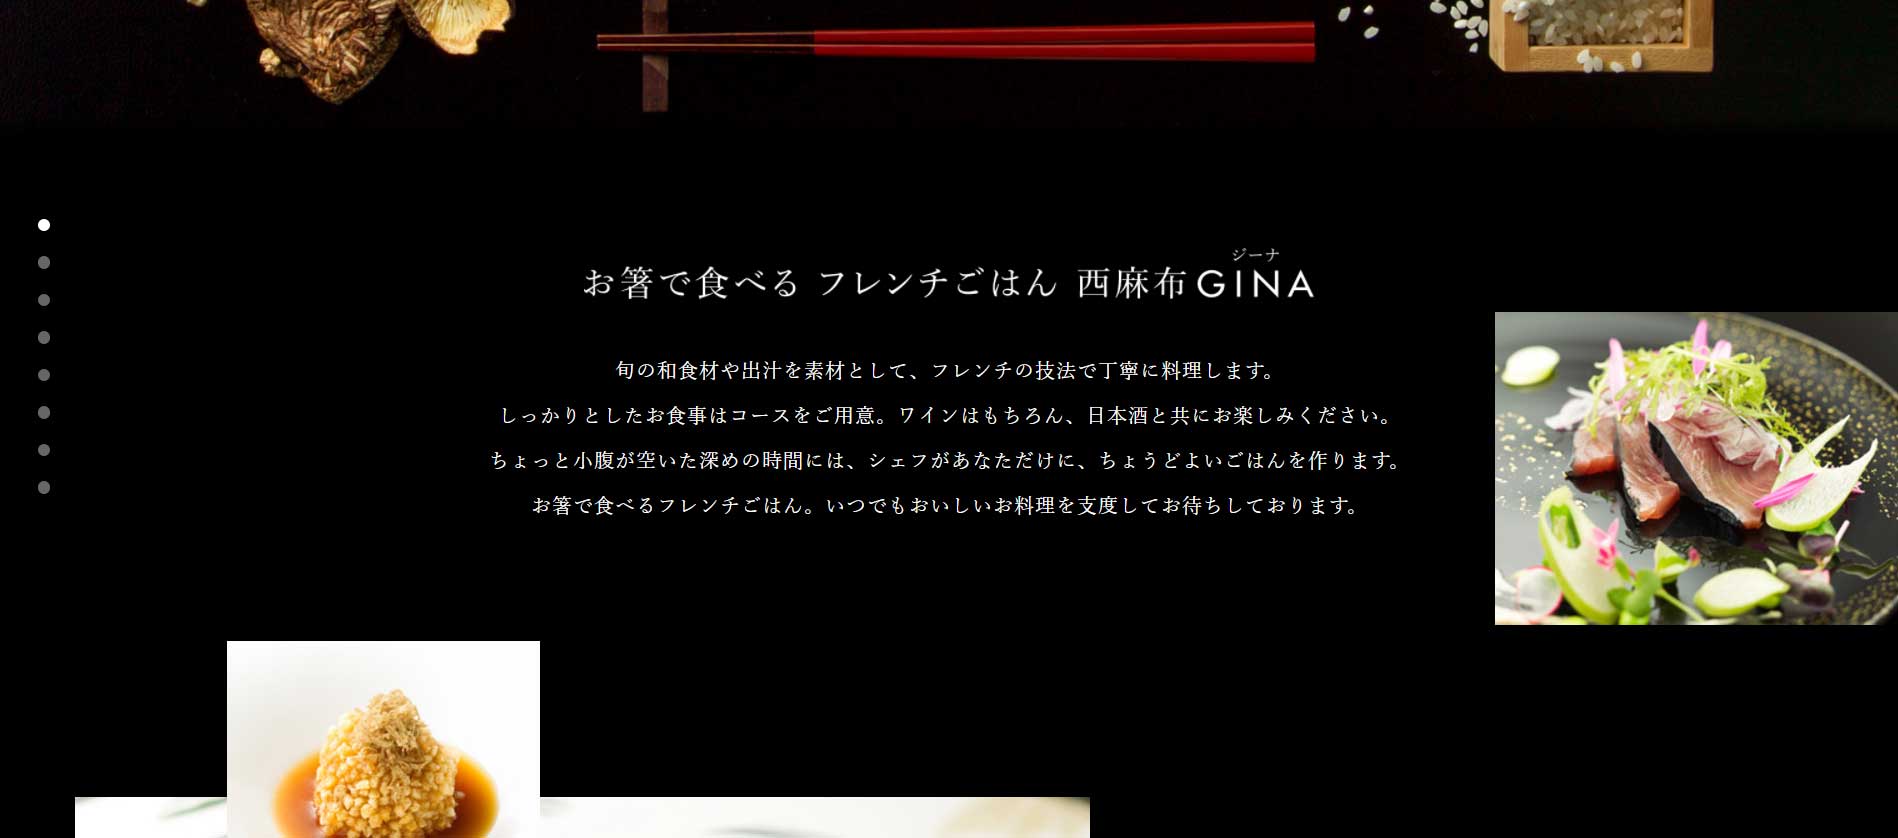 ジーナ
お箸で食べる フレンチごはん 西麻布 GINA
旬の和食材や出汁を素材として、フレンチの技法で丁寧に料理します。
しっかりとしたお食事はコースをご用意。ワインはもちろん、日本酒と共にお楽しみください。
ちょっと小腹が空いた深めの時間には、シェフがあなただけに、ちょうどよいごはんを作ります。
お箸で食べるフレンチごはん。いつでもおいしいお料理を支度してお待ちしております。